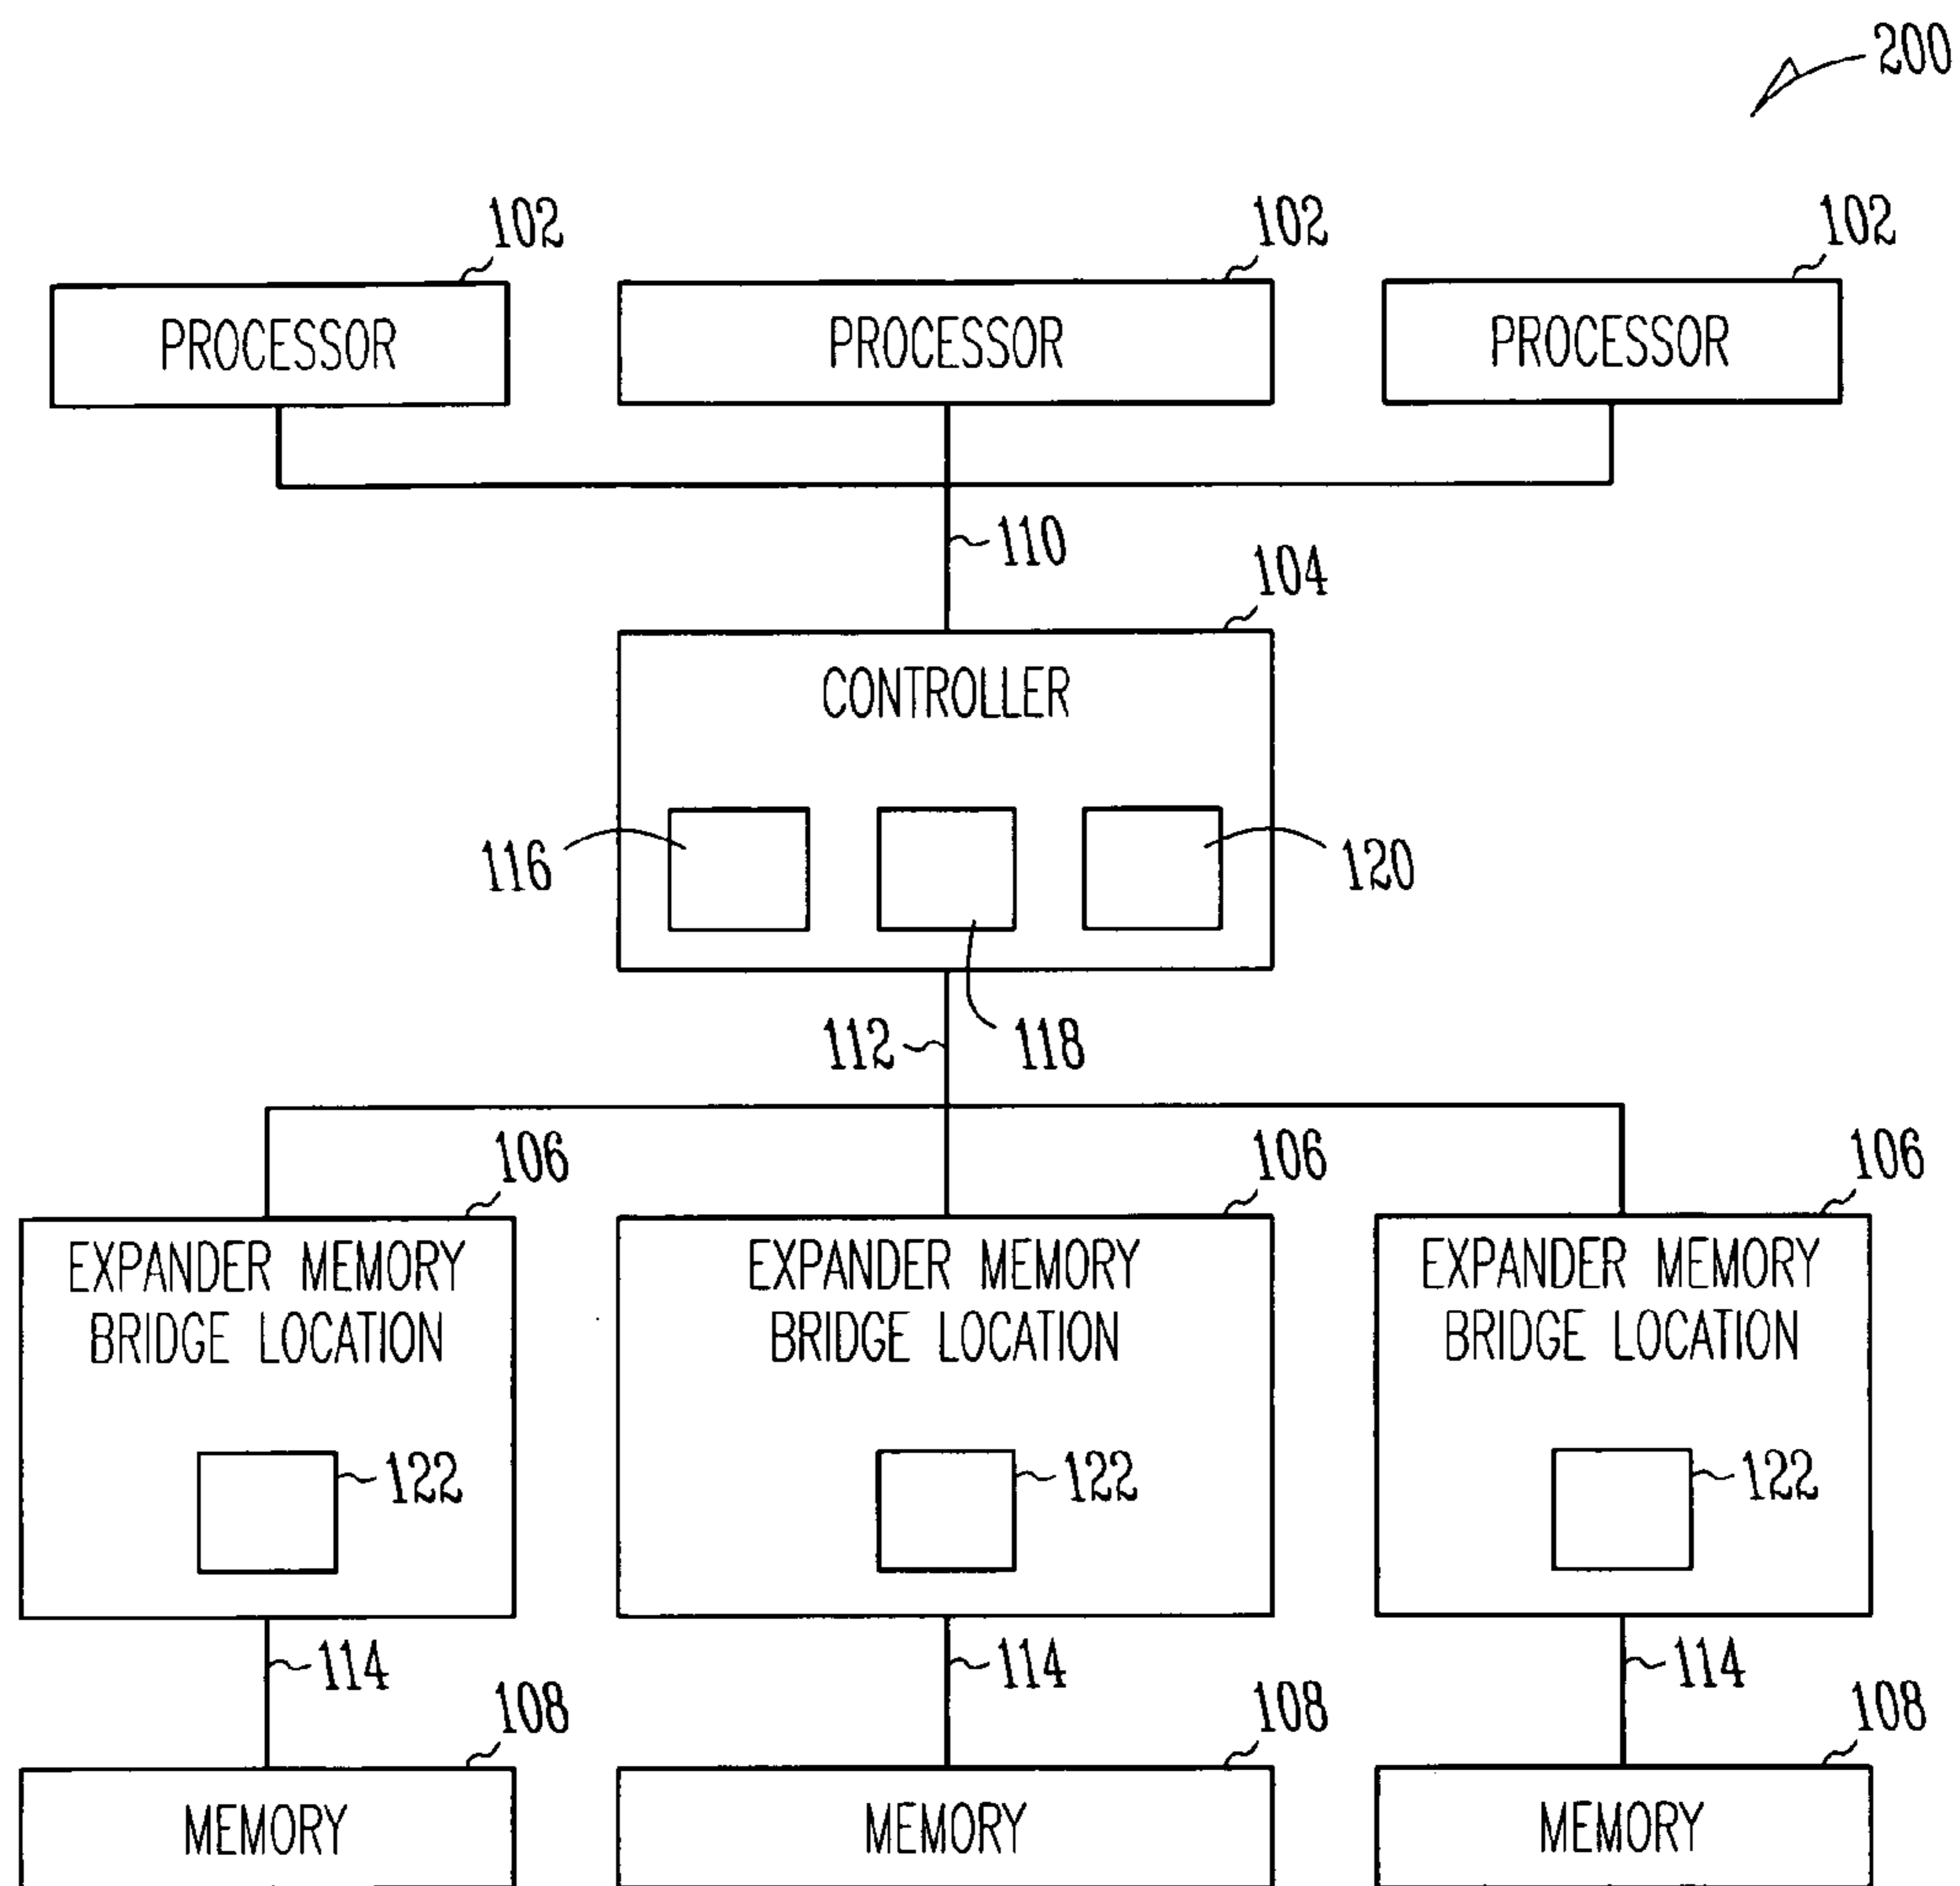 200
102 102 102
PROCESSOR PROCESSOR PROCESSOR
110
104
CONTROLLER
116 120
112 118
106 106 106
EXPANDER MEMORY EXPANDER MEMORY EXPANDER MEMORY
BRIDGE LOCATION BRIDGE LOCATION BRIDGE LOCATION
122 122 122
114 114 114
108 108 108
MEMORY MEMORY MEMORY